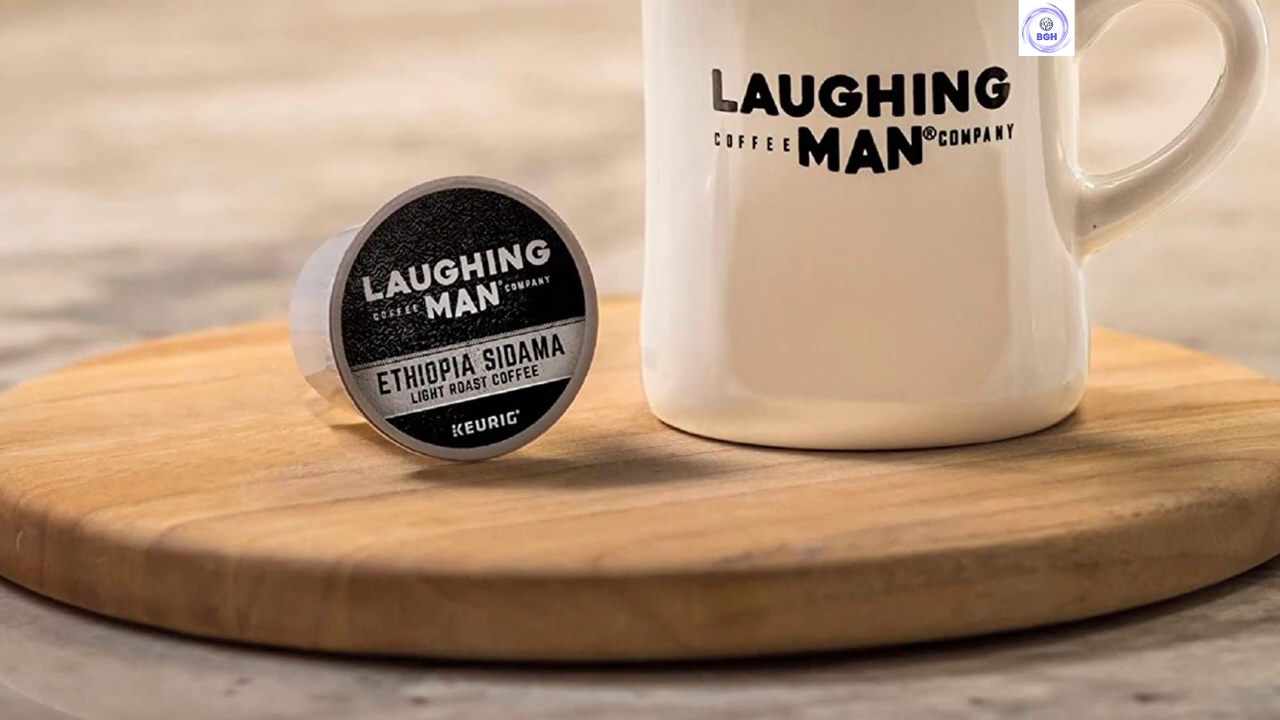 LAUGHING
COFFEE MAN® COMPANY
LAUGHING
COFFEE MAN® COMPANY
ETHIOPIA SIDAMA
LIGHT ROAST COFFEE
KEURIG®
BGH